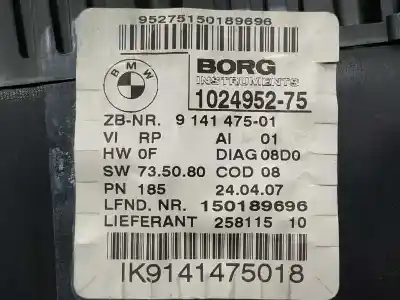 95275150189696
BMW
BORG
INSTRUMENTS
1024952-75
ZB-NR. 9 141 475-01
VI RP AI 01
HW 0F DIAG 08D0
SW 73.50.80 COD 08
PN 185 24.04.07
LFND. NR. 150189696
LIEFERANT 258115 10
IK9141475018